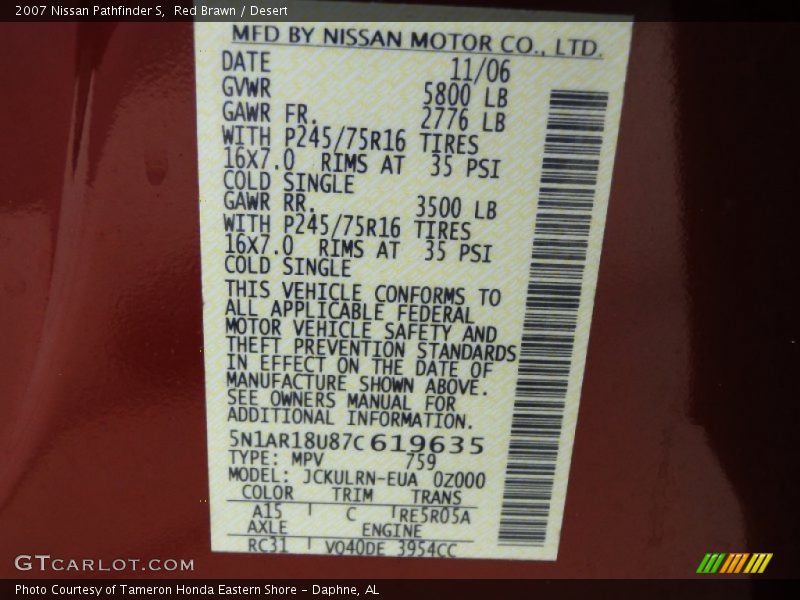 2007 Nissan Pathfinder S,  Red Brawn / Desert
MFD BY NISSAN MOTOR CO., LTD.
DATE 11/06
GVWR 5800 LB
GAWR FR. 2776 LB
WITH P245/75R16 TIRES
16X7.0 RIMS AT 35 PSI
COLD SINGLE
GAWR RR. 3500 LB
WITH P245/75R16 TIRES
16X7.0 RIMS AT 35 PSI
COLD SINGLE
THIS VEHICLE CONFORMS TO
ALL APPLICABLE FEDERAL
MOTOR VEHICLE SAFETY AND
THEFT PREVENTION STANDARDS
IN EFFECT ON THE DATE OF
MANUFACTURE SHOWN ABOVE.
SEE OWNERS MANUAL FOR
ADDITIONAL INFORMATION.
5N1AR18U87C619635
TYPE: MPV 759
MODEL: JCKULRN-EUA 0Z000
COLOR TRIM TRANS
A15 C RE5R05A
AXLE ENGINE
RC31 VQ40DE 3954CC
GTCARLOT.COM
Photo Courtesy of Tameron Honda Eastern Shore - Daphne, AL